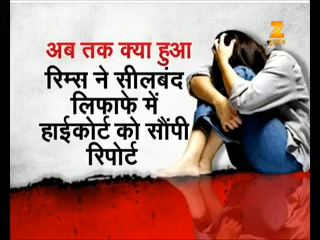 अब तक क्या हुआ
रिम्स ने सीलबंद
लिफाफे में
हाईकोर्ट को सौंपी
रिपोर्ट